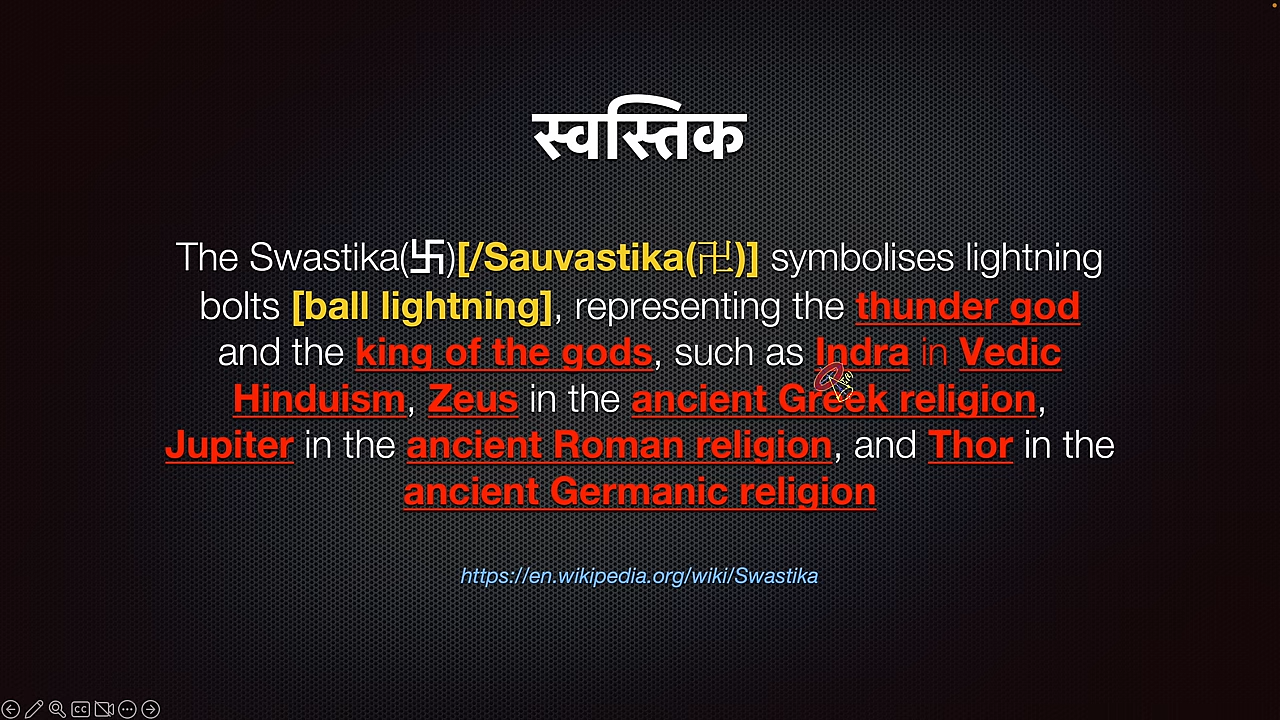 स्वस्तिक
The Swastika(卐)[/Sauvastika(卍)] symbolises lightning
bolts [ball lightning], representing the thunder god
and the king of the gods, such as Indra in Vedic
Hinduism, Zeus in the ancient Greek religion,
Jupiter in the ancient Roman religion, and Thor in the
ancient Germanic religion
https://en.wikipedia.org/wiki/Swastika